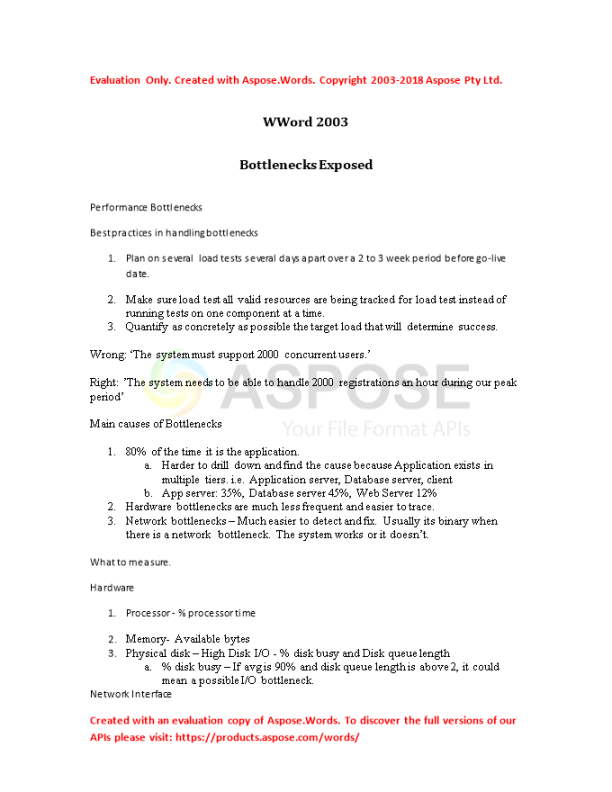 Evaluation Only. Created with Aspose.Words. Copyright 2003-2018 Aspose Pty Ltd.
WWord 2003
Bottlenecks Exposed
Performance Bottlenecks
Best practices in handling bottlenecks
1. Plan on several load tests several days apart over a 2 to 3 week period before go-live
date.
2. Make sure load test all valid resources are being tracked for load test instead of
running tests on one component at a time.
3. Quantify as concretely as possible the target load that will determine success.
Wrong: ‘The system must support 2000 concurrent users.’
Right: ’The system needs to be able to handle 2000 registrations an hour during our peak
period’
ASPOSE
Your File Format APIs
Main causes of Bottlenecks
1. 80% of the time it is the application.
a. Harder to drill down and find the cause because Application exists in
multiple tiers. i.e. Application server, Database server, client
b. App server: 35%, Database server 45%, Web Server 12%
2. Hardware bottlenecks are much less frequent and easier to trace.
3. Network bottlenecks – Much easier to detect and fix. Usually its binary when
there is a network bottleneck. The system works or it doesn’t.
What to measure.
Hardware
1. Processor - % processor time
2. Memory- Available bytes
3. Physical disk – High Disk I/O - % disk busy and Disk queue length
a. % disk busy – If avg is 90% and disk queue length is above 2, it could
mean a possible I/O bottleneck.
Network Interface
Created with an evaluation copy of Aspose.Words. To discover the full versions of our
APIs please visit: https://products.aspose.com/words/